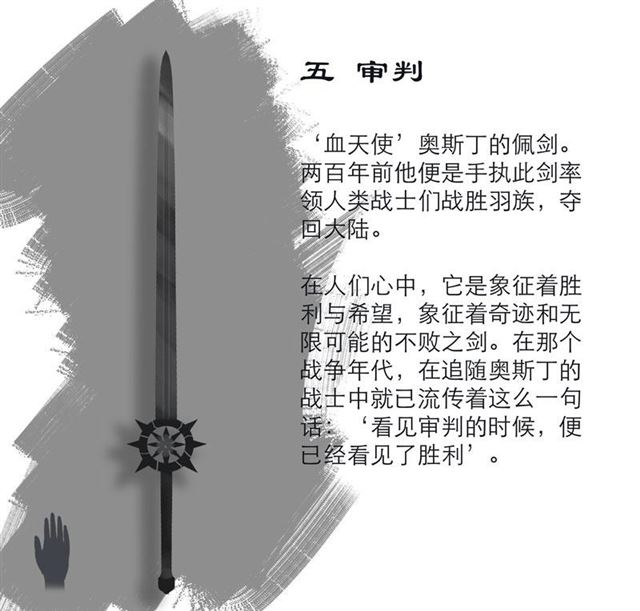 五 审判
‘血天使’奥斯丁的佩剑。
两百年前他便是手执此剑率
领人类战士们战胜羽族，夺
回大陆。
在人们心中，它是象征着胜
利与希望，象征着奇迹和无
限可能的不败之剑。在那个
战争年代，在追随奥斯丁的
战士中就已流传着这么一句
话：‘看见审判的时候，便
已经看见了胜利’。